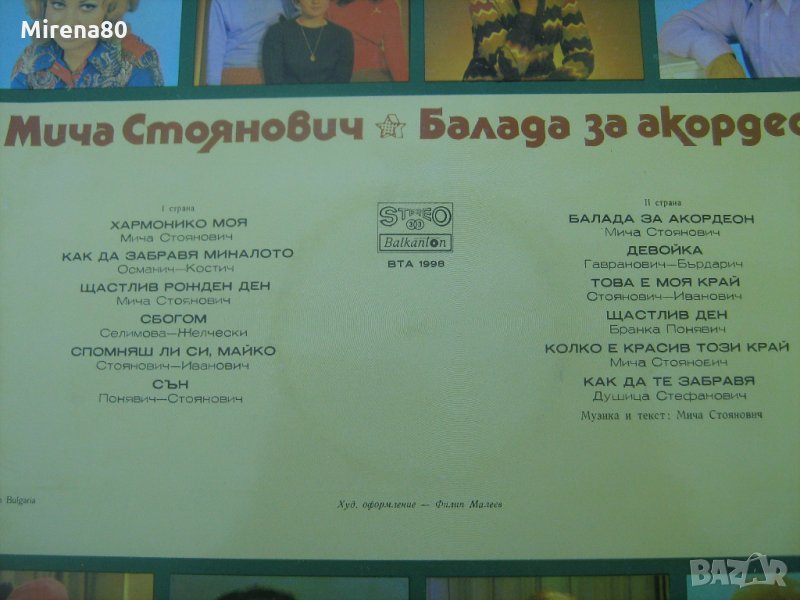 Mirena80
Мича Стоянович Балада за акордео
I страна
ХАРМОНИКО МОЯ
Мича Стоянович
КАК ДА ЗАБРАВЯ МИНАЛОТО
Османич—Костич
ЩАСТЛИВ РОЖДЕН ДЕН
Мича Стоянович
СБОГОМ
Селимова—Желчески
СПОМНЯШ ЛИ СИ, МАЙКО
Стоянович—Иванович
СЪН
Понявич—Стоянович
STEREO
33
Balkanton
ВТА 1998
II страна
БАЛАДА ЗА АКОРДЕОН
Мича Стоянович
ДЕВОЙКА
Гавранович—Бърдарич
ТОВА Е МОЯ КРАЙ
Стоянович—Иванович
ЩАСТЛИВ ДЕН
Бранка Понявич
КОЛКО Е КРАСИВ ТОЗИ КРАЙ
Мича Стоянович
КАК ДА ТЕ ЗАБРАВЯ
Душица Стефанович
Музика и текст: Мича Стоянович
Bulgaria
Худ. оформление — Филип Малеев
BAZAR